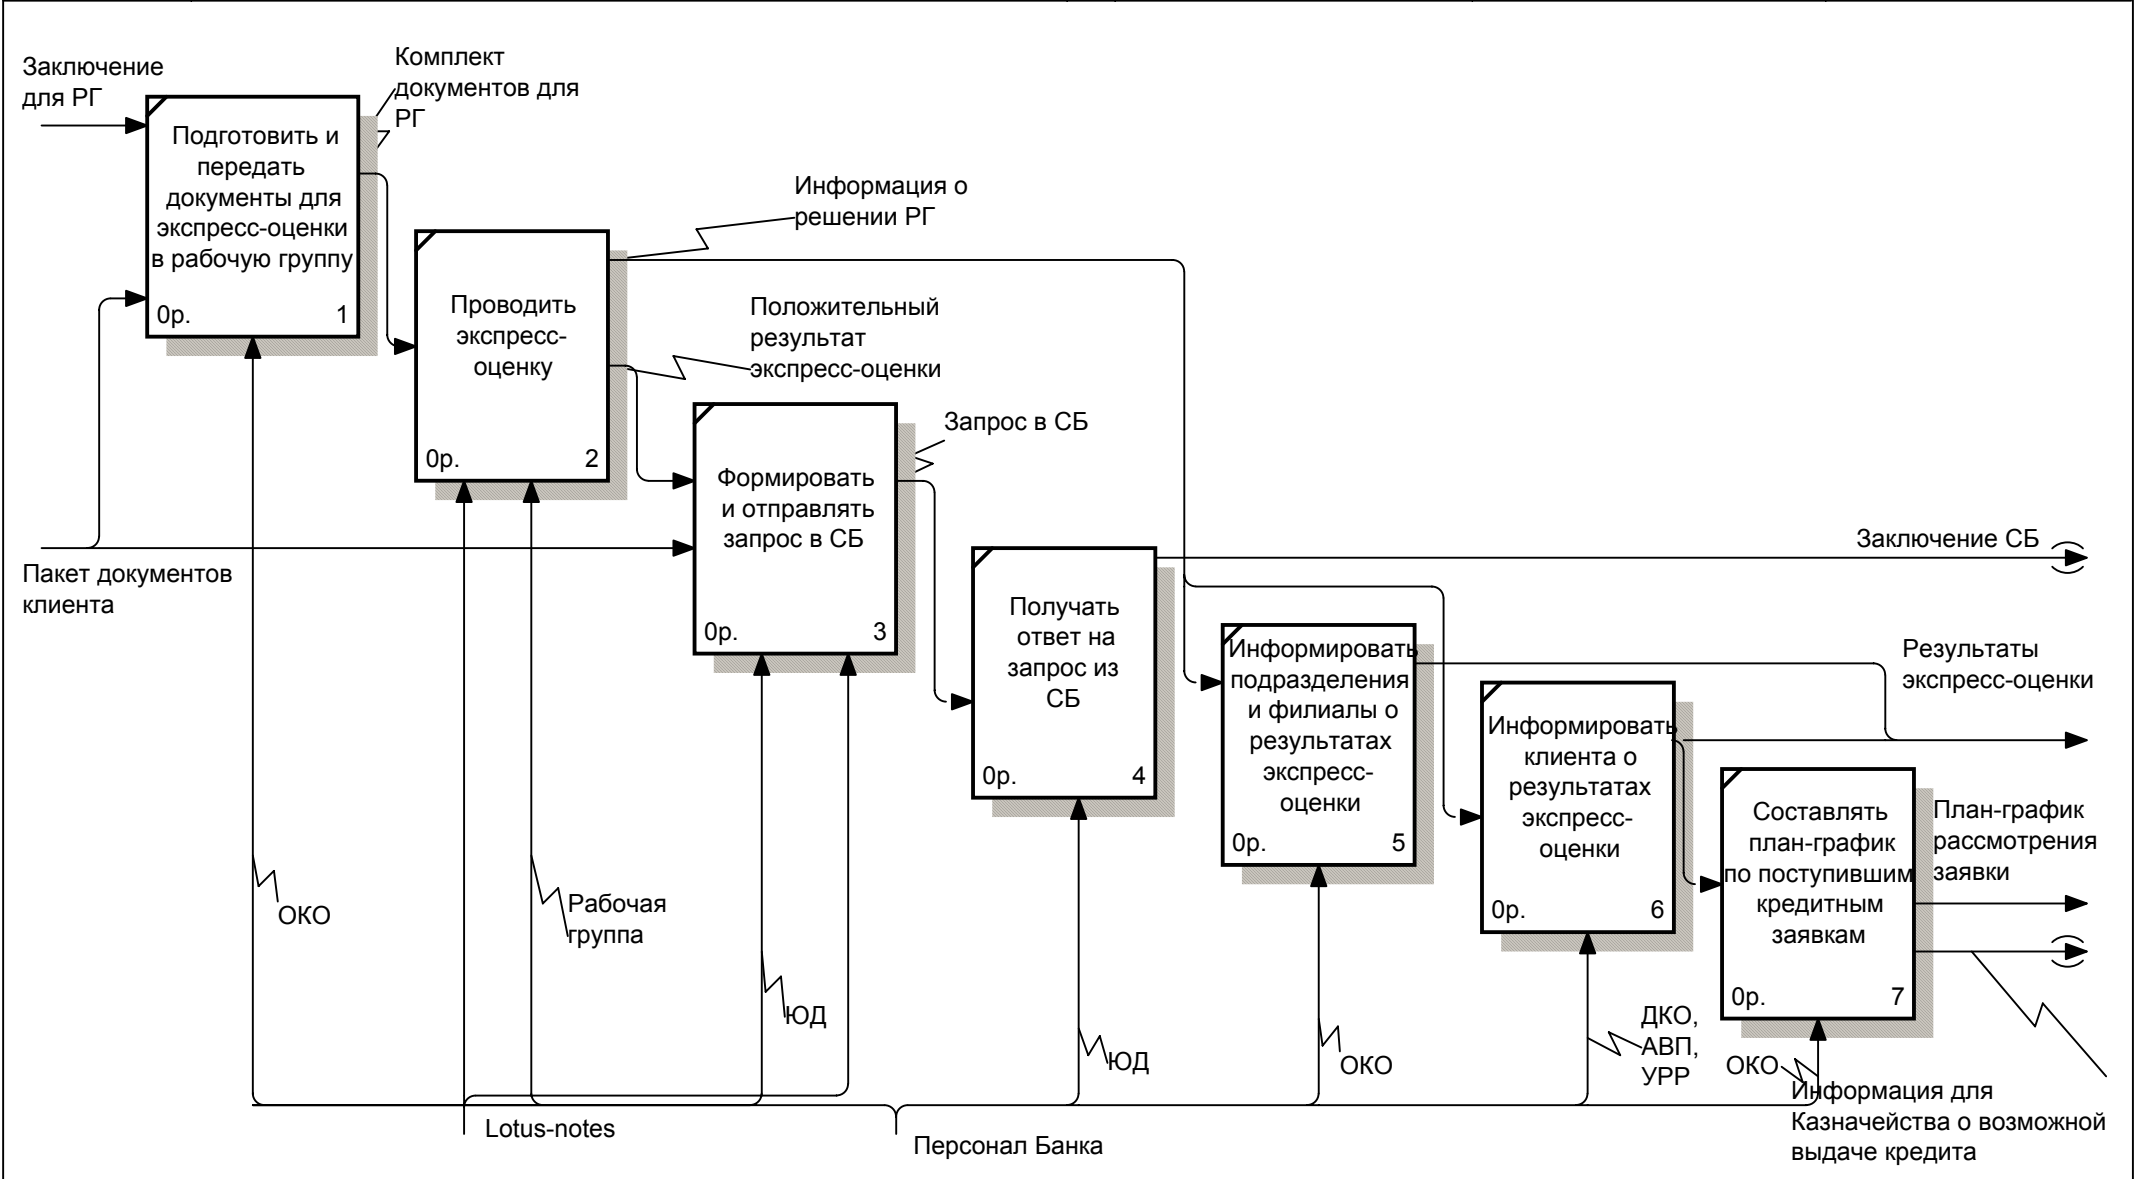 Заключение
для РГ
Комплект
документов для
РГ
Подготовить и
передать
документы для
экспресс-оценки
в рабочую группу
0р. 1
Информация о
решении РГ
Проводить
экспресс-
оценку
0р. 2
Положительный
результат
экспресс-оценки
Запрос в СБ
Формировать
и отправлять
запрос в СБ
0р. 3
Пакет документов
клиента
Заключение СБ
Получать
ответ на
запрос из
СБ
0р. 4
Информировать
подразделения
и филиалы о
результатах
экспресс-
оценки
0р. 5
Результаты
экспресс-оценки
Информировать
клиента о
результатах
экспресс-
оценки
0р. 6
Составлять
план-график
по поступившим
кредитным
заявкам
0р. 7
План-график
рассмотрения
заявки
ОКО
Рабочая
группа
ЮД
ЮД
ОКО
ДКО,
АВП,
УРР
ОКО
Информация для
Казначейства о возможной
выдаче кредита
Lotus-notes
Персонал Банка